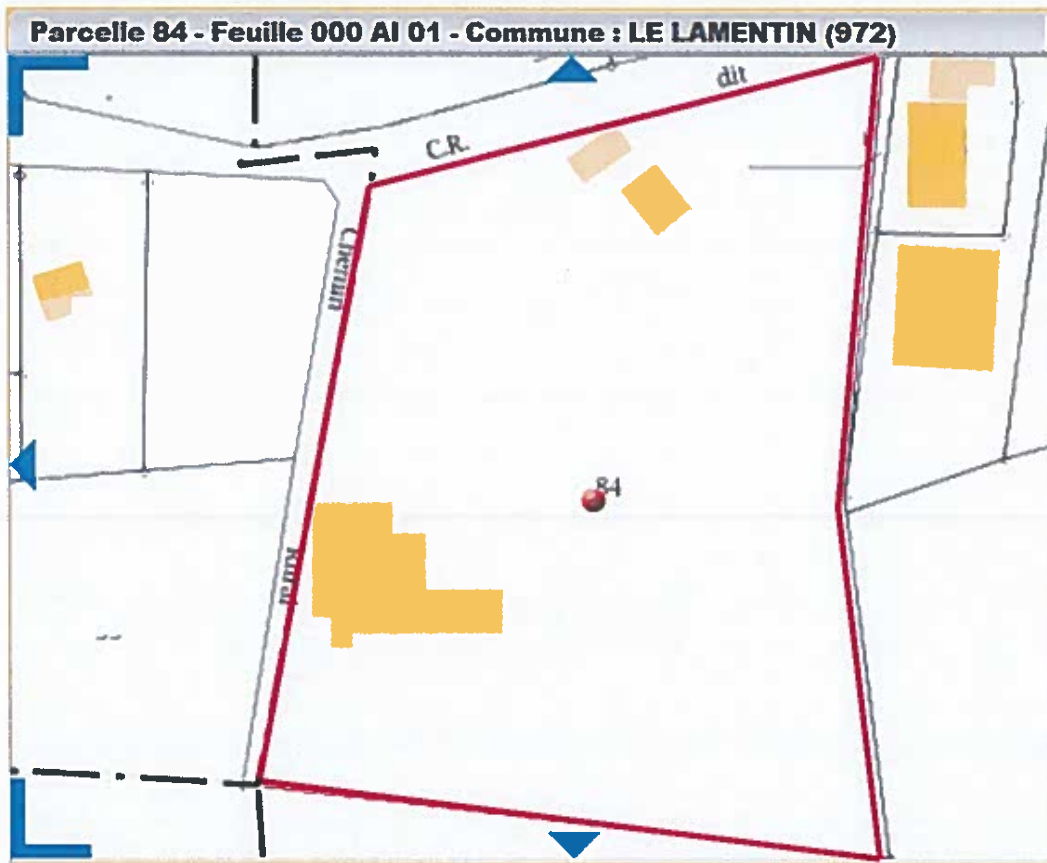 Parcelle 84 - Feuille 000 AI 01 - Commune : LE LAMENTIN (972)
dit
C.R.
Chemin
84
Rural